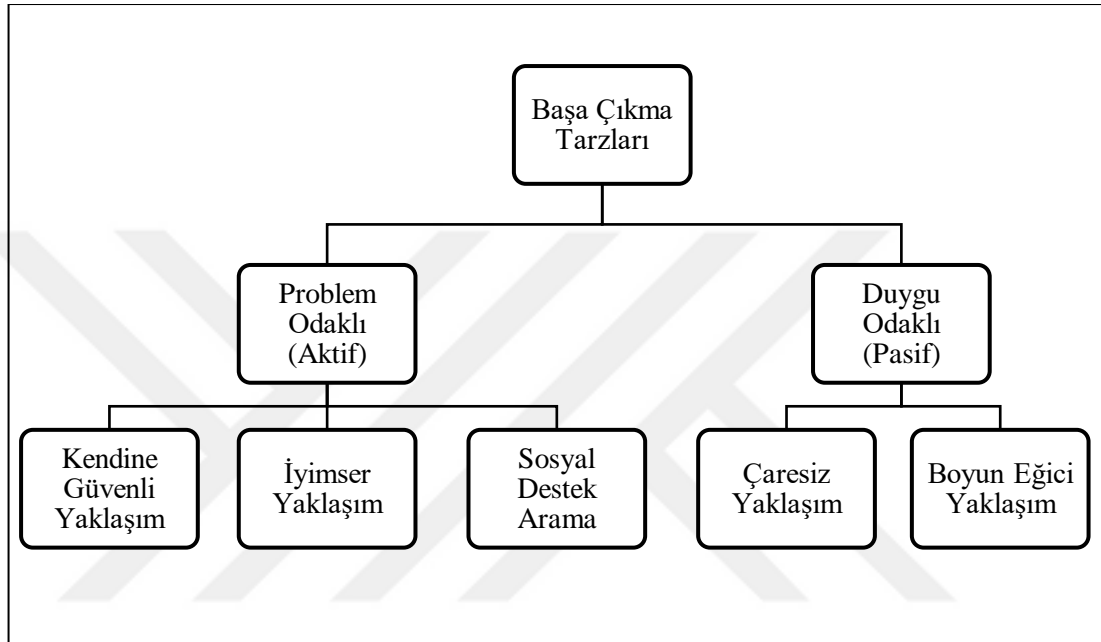 Başa Çıkma
Tarzları
Problem
Odaklı
(Aktif)
Duygu
Odaklı
(Pasif)
Kendine
Güvenli
Yaklaşım
İyimser
Yaklaşım
Sosyal
Destek
Arama
Çaresiz
Yaklaşım
Boyun Eğici
Yaklaşım